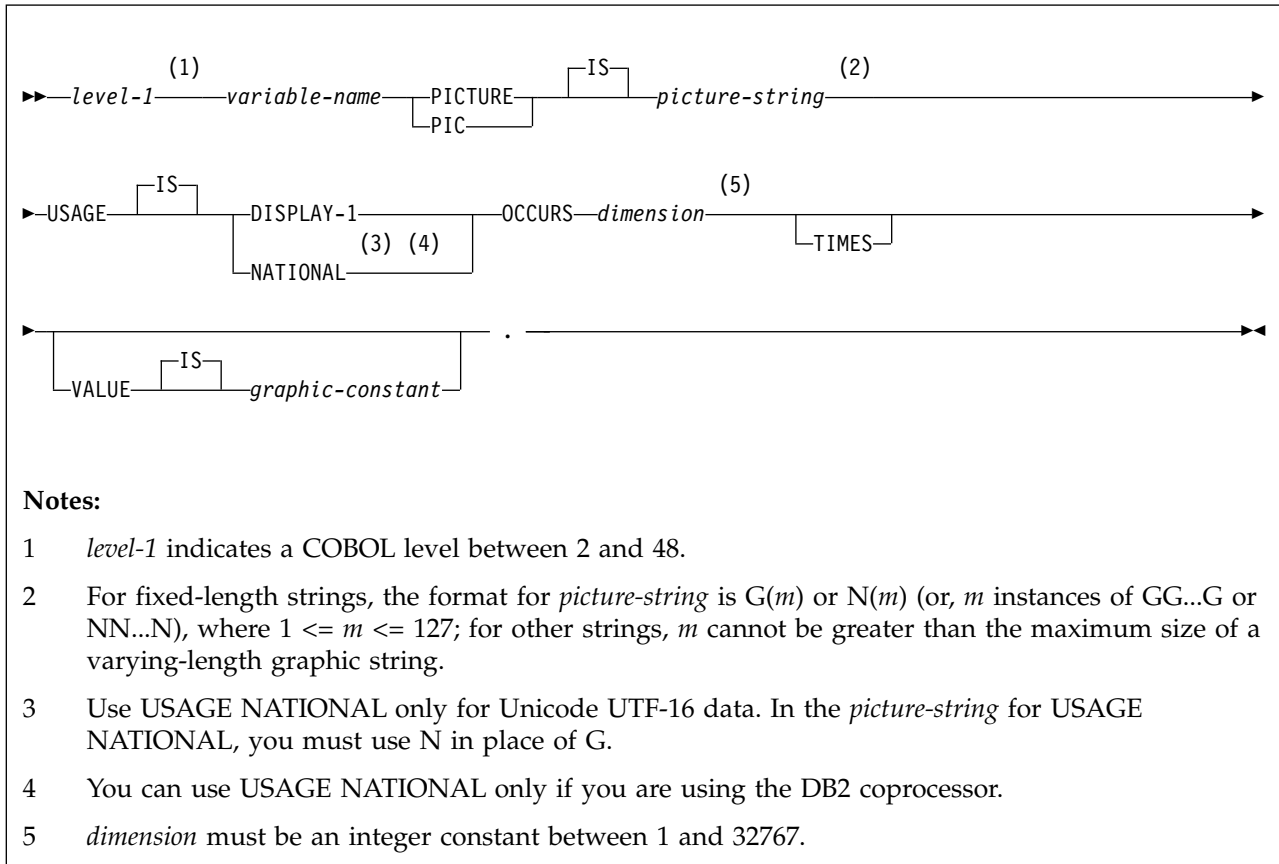 (1) IS (2)
level-1 variable-name PICTURE picture-string
PIC
IS (5)
USAGE DISPLAY-1 OCCURS dimension
(3) (4) TIMES
NATIONAL
.
IS
VALUE graphic-constant
Notes:
1 level-1 indicates a COBOL level between 2 and 48.
2 For fixed-length strings, the format for picture-string is G(m) or N(m) (or, m instances of GG...G or
NN...N), where 1 <= m <= 127; for other strings, m cannot be greater than the maximum size of a
varying-length graphic string.
3 Use USAGE NATIONAL only for Unicode UTF-16 data. In the picture-string for USAGE
NATIONAL, you must use N in place of G.
4 You can use USAGE NATIONAL only if you are using the DB2 coprocessor.
5 dimension must be an integer constant between 1 and 32767.